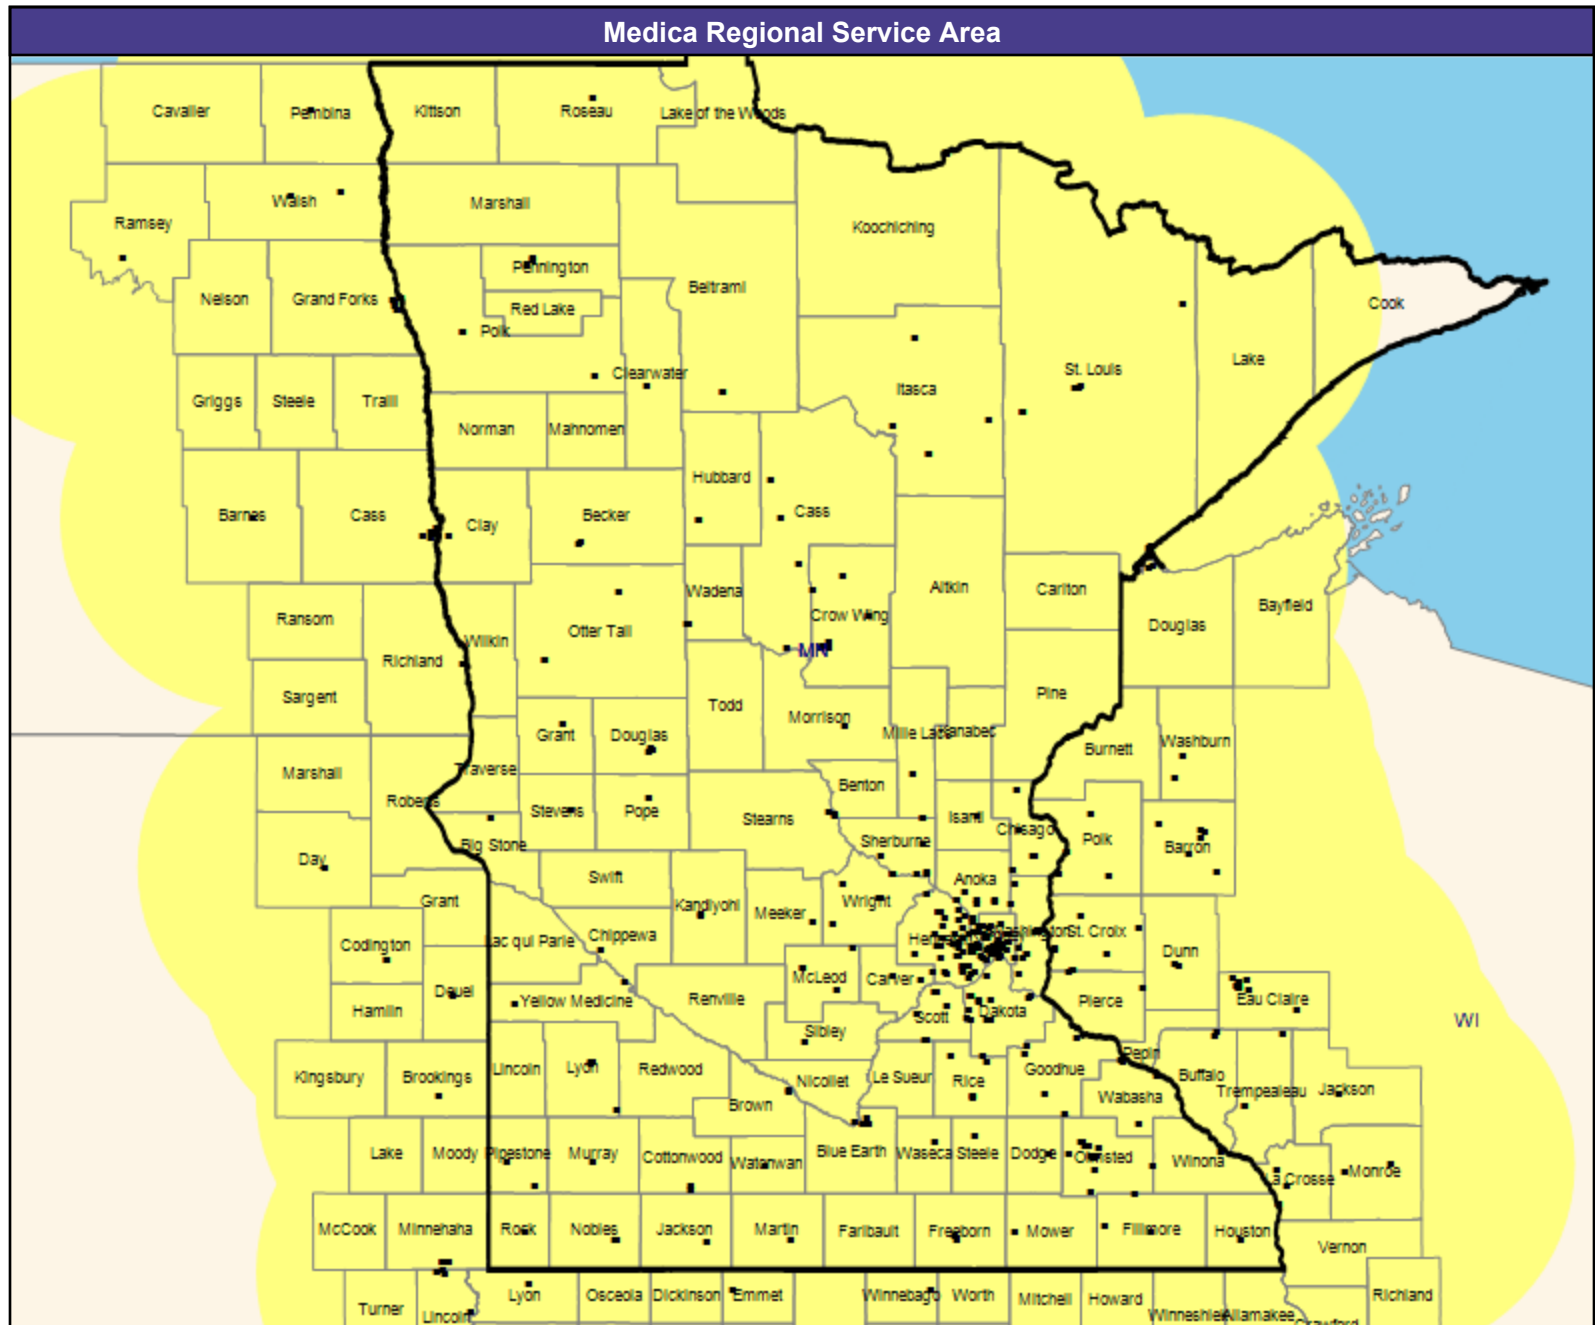 Medica Regional Service Area
Cavalier
Pembina
Kittson
Roseau
Lake of the Woods
Walsh
Marshall
Ramsey
Koochiching
Pennington
Beltrami
Nelson
Grand Forks
Red Lake
Cook
Polk
Lake
St. Louis
Clearwater
Itasca
Griggs
Steele
Traill
Norman
Mahnomen
Hubbard
Barnes
Cass
Clay
Becker
Cass
Wadena
Aitkin
Carlton
Bayfield
Ransom
Crow Wing
Douglas
Otter Tail
Wilkin
MN
Richland
Sargent
Pine
Todd
Morrison
Grant
Douglas
Mille Lacs
Kanabec
Washburn
Burnett
Marshall
Traverse
Benton
Roberts
Stevens
Pope
Stearns
Isanti
Chisago
Big Stone
Sherburne
Polk
Barron
Day
Swift
Anoka
Grant
Kandiyohi
Meeker
Wright
Codington
Lac qui Parle
Chippewa
Washington
St. Croix
Dunn
McLeod
Carver
Deuel
Yellow Medicine
Renville
Pierce
Eau Claire
Hamlin
Scott
Dakota
WI
Sibley
Pepin
Kingsbury
Brookings
Lincoln
Lyon
Redwood
Nicollet
Le Sueur
Rice
Goodhue
Buffalo
Trempealeau
Jackson
Brown
Wabasha
Lake
Moody
Pipestone
Murray
Cottonwood
Watonwan
Blue Earth
Waseca
Steele
Dodge
Olmsted
Winona
La Crosse
Monroe
McCook
Minnehaha
Rock
Nobles
Jackson
Martin
Faribault
Freeborn
Mower
Fillmore
Houston
Vernon
Turner
Lincoln
Lyon
Osceola
Dickinson
Emmet
Winnebago
Worth
Mitchell
Howard
Winneshiek
Allamakee
Crawford
Richland